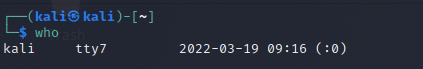 ┌──(kali㉿kali)-[~]
└─$ who
kali     tty7         2022-03-19 09:16 (:0)